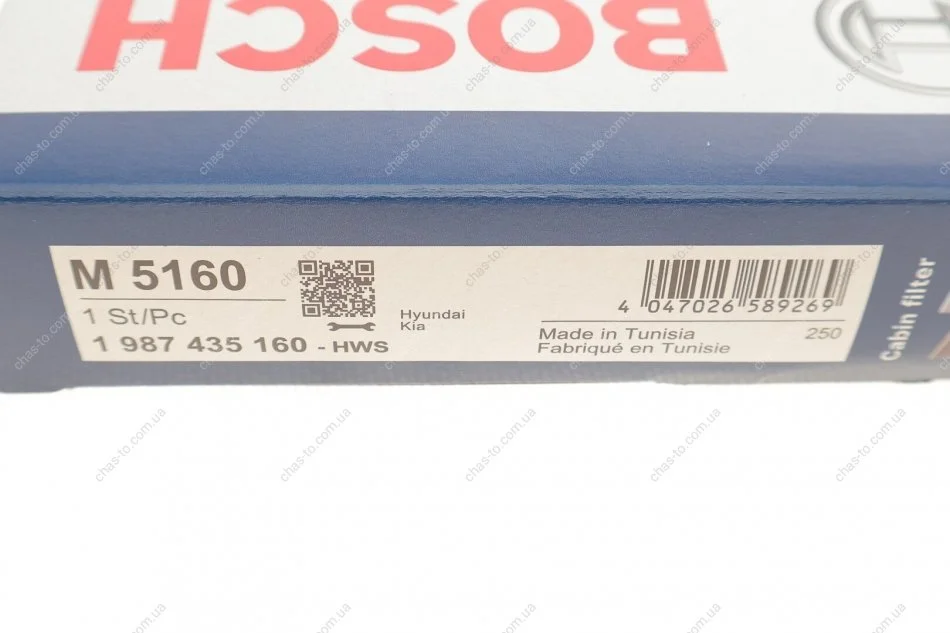 BOSCH
M 5160
1 St/Pc
1 987 435 160 - HWS
Hyundai
Kia
4 047026 589269
Made in Tunisia
Fabriqué en Tunisie
250
Cabin filter
chas-to.com.ua